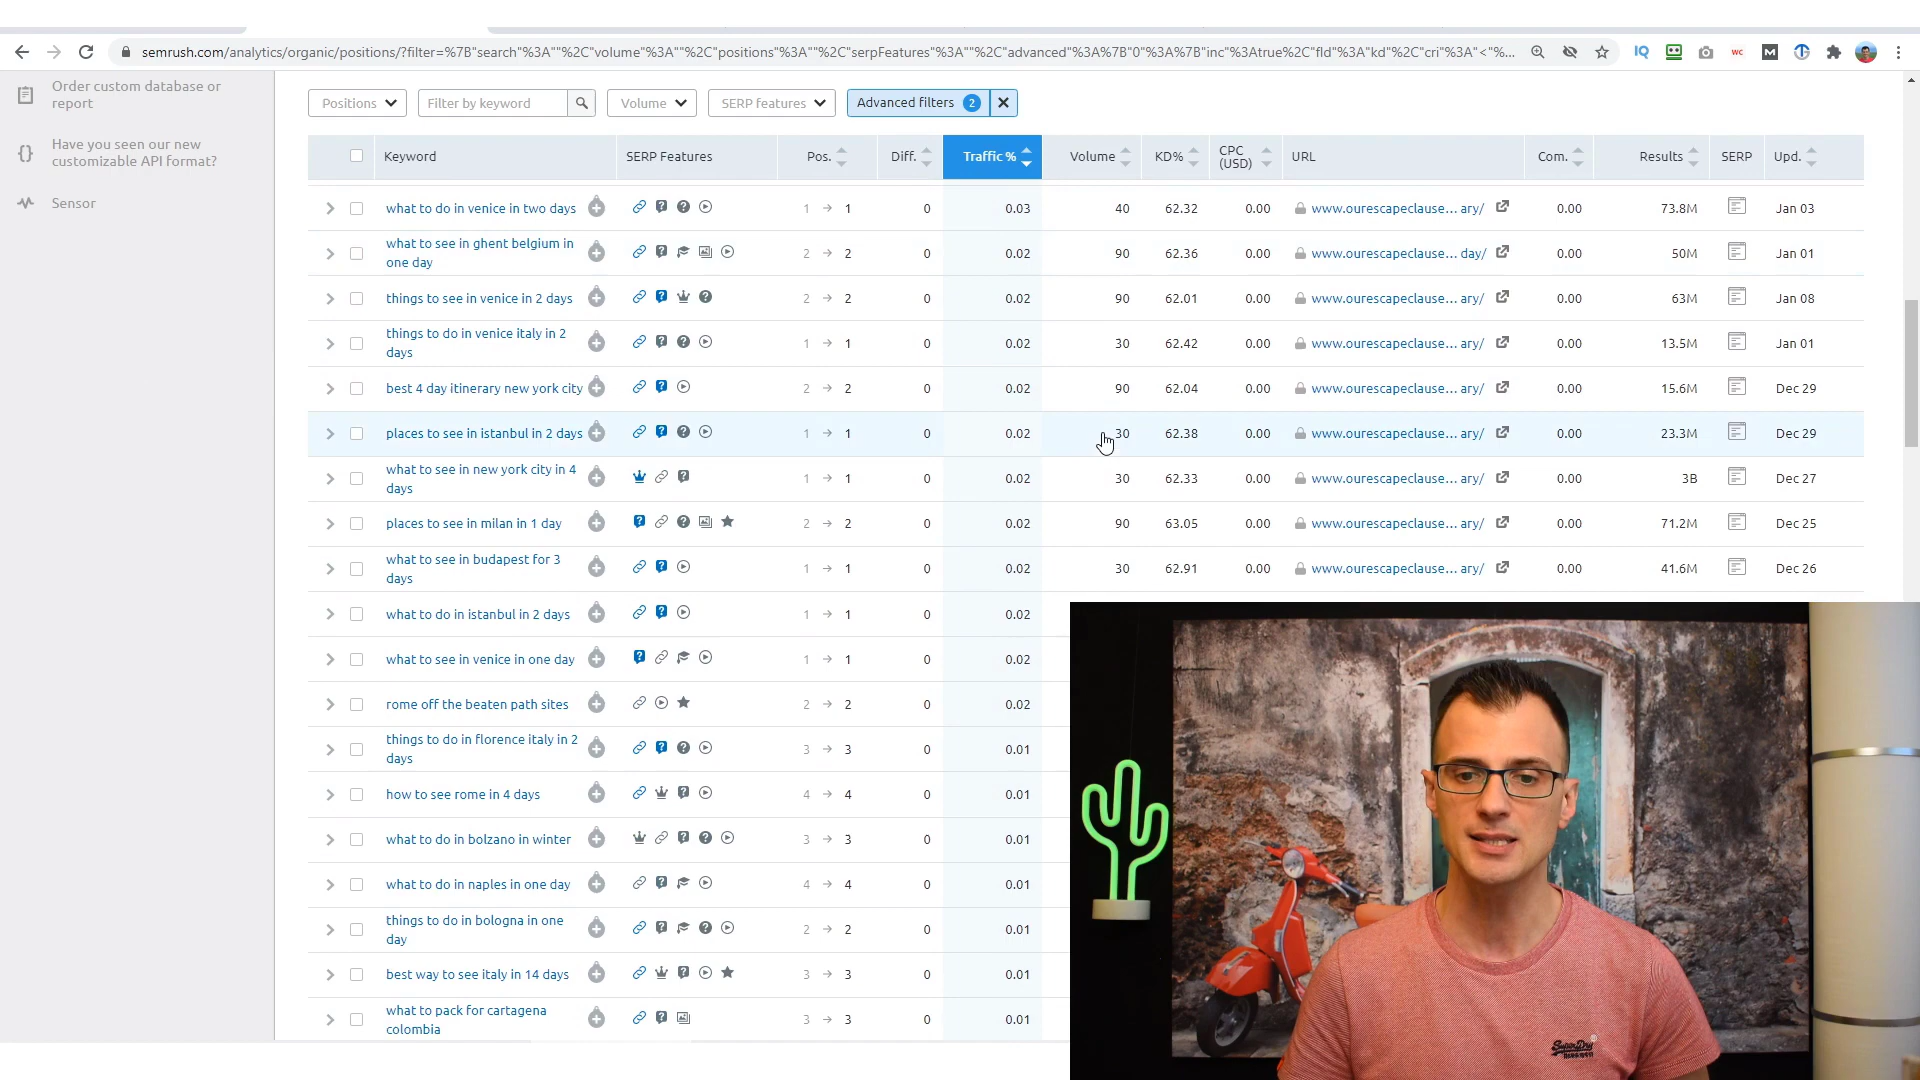 semrush.com/analytics/organic/positions/?filter=%7B"search"%3A""%2C"volume"%3A""%2C"positions"%3A""%2C"serpFeatures"%3A""%2C"advanced"%3A%7B"0"%3A%7B"inc"%3Atrue%2C"fld"%3A"kd"%2C"cri"%3A"<"%...
IQ
WC
M
Order custom database or
report
{} Have you seen our new
customizable API format?
Sensor
Positions Filter by keyword Volume SERP features Advanced filters 2
Keyword SERP Features Pos. Diff. Traffic % Volume KD% CPC (USD) URL Com. Results SERP Upd.
what to do in venice in two days 1 → 1 0 0.03 40 62.32 0.00 www.ourescapeclause... ary/ 0.00 73.8M Jan 03
what to see in ghent belgium in
one day 2 → 2 0 0.02 90 62.36 0.00 www.ourescapeclause... day/ 0.00 50M Jan 01
things to see in venice in 2 days 2 → 2 0 0.02 90 62.01 0.00 www.ourescapeclause... ary/ 0.00 63M Jan 08
things to do in venice italy in 2
days 1 → 1 0 0.02 30 62.42 0.00 www.ourescapeclause... ary/ 0.00 13.5M Jan 01
best 4 day itinerary new york city 2 → 2 0 0.02 90 62.04 0.00 www.ourescapeclause... ary/ 0.00 15.6M Dec 29
places to see in istanbul in 2 days 1 → 1 0 0.02 30 62.38 0.00 www.ourescapeclause... ary/ 0.00 23.3M Dec 29
what to see in new york city in 4
days 1 → 1 0 0.02 30 62.33 0.00 www.ourescapeclause... ary/ 0.00 3B Dec 27
places to see in milan in 1 day 2 → 2 0 0.02 90 63.05 0.00 www.ourescapeclause... ary/ 0.00 71.2M Dec 25
what to see in budapest for 3
days 1 → 1 0 0.02 30 62.91 0.00 www.ourescapeclause... ary/ 0.00 41.6M Dec 26
what to do in istanbul in 2 days 1 → 1 0 0.02
what to see in venice in one day 1 → 1 0 0.02
rome off the beaten path sites 2 → 2 0 0.02
things to do in florence italy in 2
days 3 → 3 0 0.01
how to see rome in 4 days 4 → 4 0 0.01
what to do in bolzano in winter 3 → 3 0 0.01
what to do in naples in one day 4 → 4 0 0.01
things to do in bologna in one
day 2 → 2 0 0.01
best way to see italy in 14 days 3 → 3 0 0.01
what to pack for cartagena
colombia 3 → 3 0 0.01
SuperDry